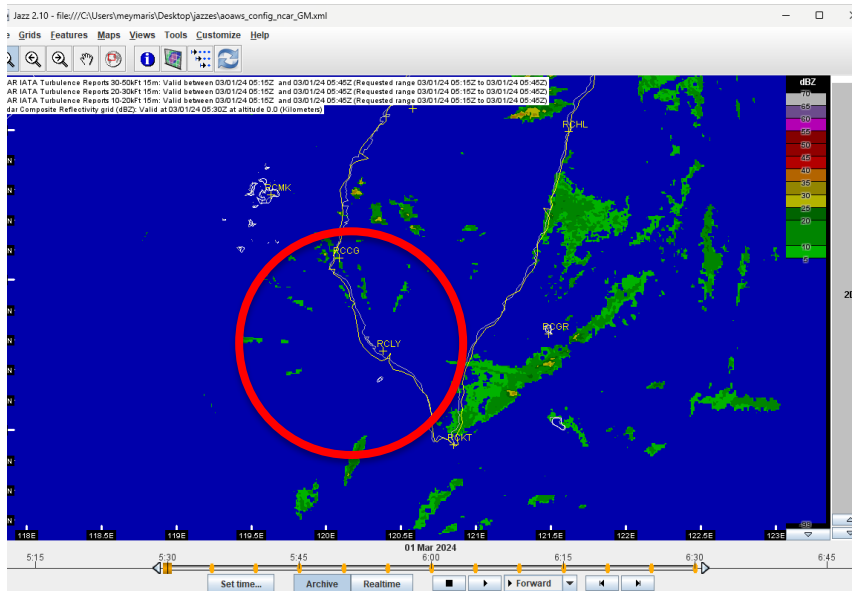 Jazz 2.10 - file:///C:\Users\meymaris\Desktop\jazzes\aoaws_config_ncar_GM.xml
Grids Features Maps Views Tools Customize Help
AR IATA Turbulence Reports 30-50kFt 15m: Valid between 03/01/24 05:15Z and 03/01/24 05:45Z (Requested range 03/01/24 05:15Z to 03/01/24 05:45Z)
AR IATA Turbulence Reports 20-30kFt 15m: Valid between 03/01/24 05:15Z and 03/01/24 05:45Z (Requested range 03/01/24 05:15Z to 03/01/24 05:45Z)
AR IATA Turbulence Reports 10-20kFt 15m: Valid between 03/01/24 05:15Z and 03/01/24 05:45Z (Requested range 03/01/24 05:15Z to 03/01/24 05:45Z)
dar Composite Reflectivity grid (dBZ): Valid at 03/01/24 05:30Z at altitude 0.0 (Kilometers)
dBZ
70
65
60
55
50
45
40
35
30
25
20
10
5
RCHL
RCMK
RCCG
RCGR
RCLY
RCKT
2D
N
N
N
N
N
N
N
N
N
N
N
N
118E 118.5E 119E 119.5E 120E 120.5E 121E 121.5E 122E 122.5E 123E
01 Mar 2024
5:15 5:30 5:45 6:00 6:15 6:30 6:45
Set time... Archive Realtime Forward